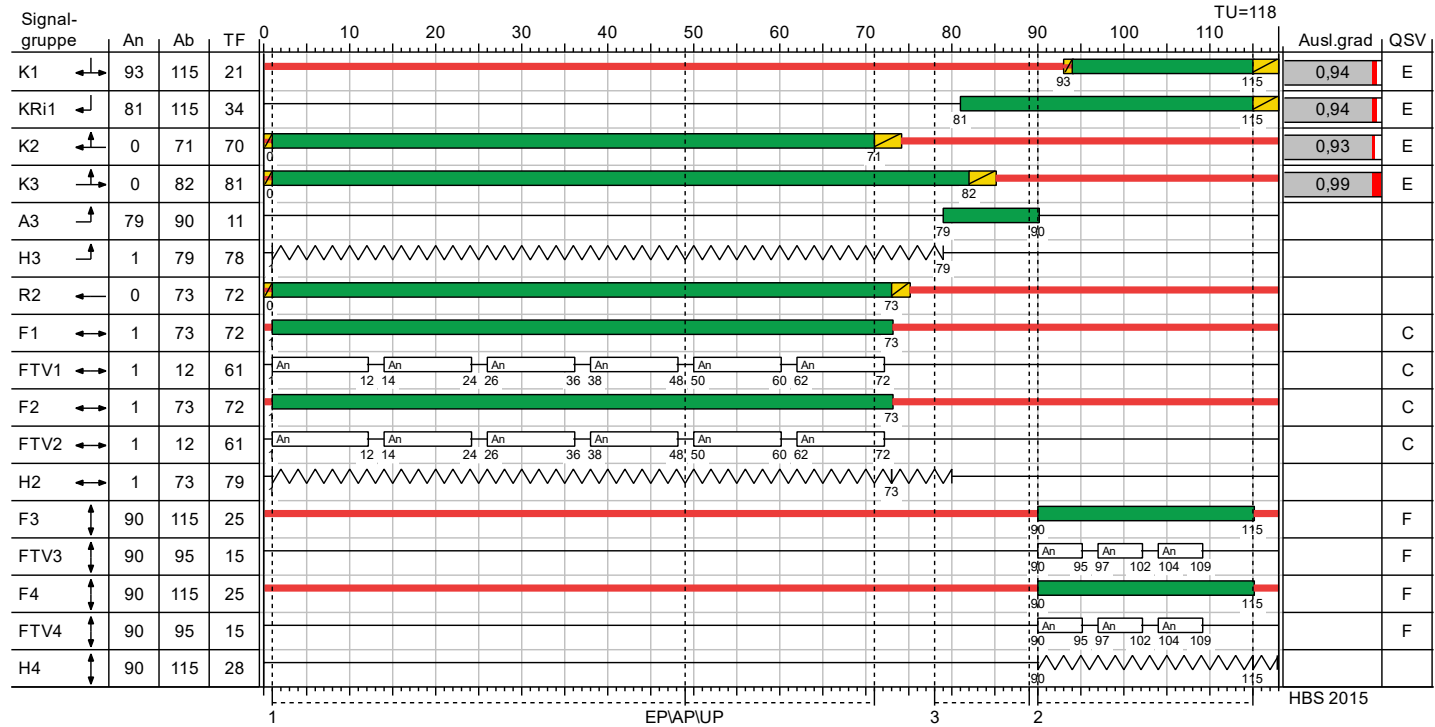 TU=118
Signal-
gruppe An Ab TF 0 10 20 30 40 50 60 70 80 90 100 110 Ausl.grad QSV
K1 93 115 21 93 115 0,94 E
KRi1 81 115 34 81 115 0,94 E
K2 0 71 70 0 71 0,93 E
K3 0 82 81 0 82 0,99 E
A3 79 90 11 79 90
H3 1 79 78 1 79
R2 0 73 72 0 73
F1 1 73 72 1 73 C
FTV1 1 12 61 An An An An An An C
1 12 14 24 26 36 38 48 50 60 62 72
F2 1 73 72 1 73 C
FTV2 1 12 61 An An An An An An C
1 12 14 24 26 36 38 48 50 60 62 72
H2 1 73 79 73
F3 90 115 25 90 115 F
FTV3 90 95 15 An An An F
90 95 97 102 104 109
F4 90 115 25 90 115 F
FTV4 90 95 15 An An An F
90 95 97 102 104 109
H4 90 115 28 90 115
HBS 2015
1 EP\AP\UP 3 2